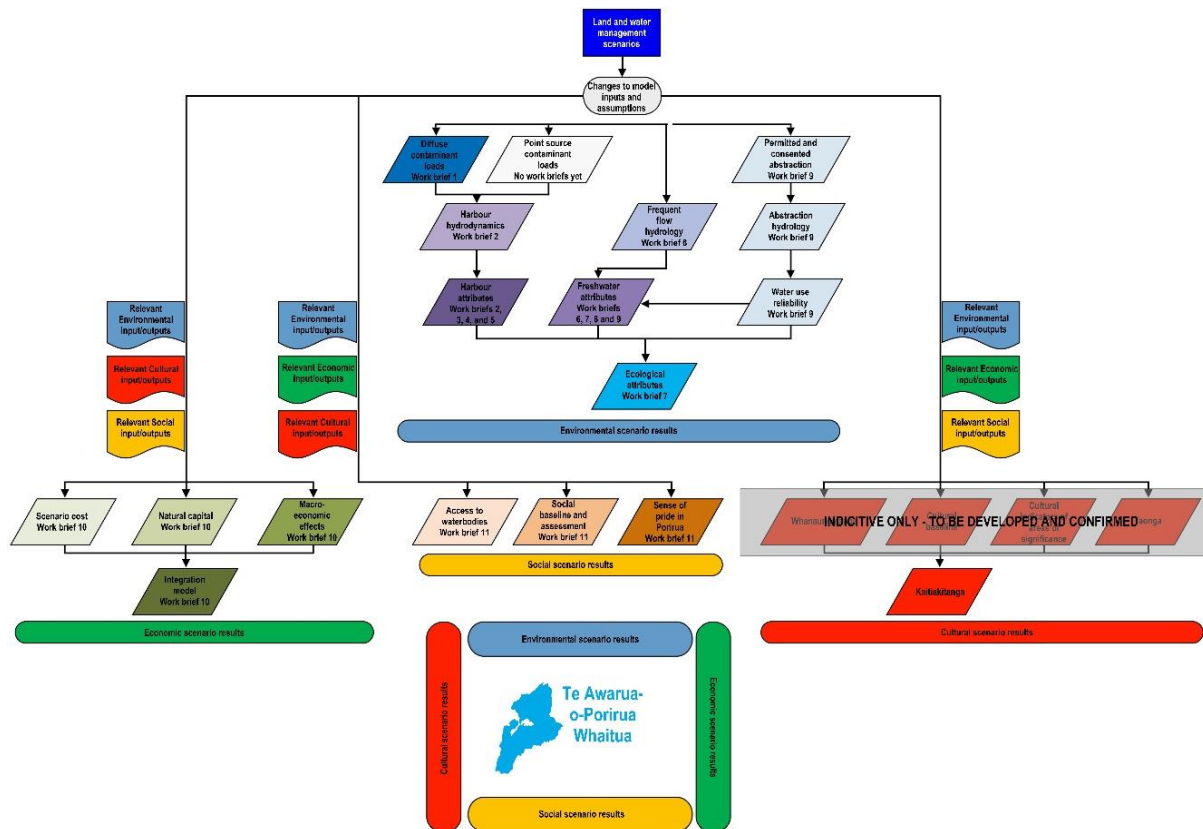 Land and water
management
scenarios
Changes to model
inputs and
assumptions
Diffuse
contaminant
loads
Work brief 1
Point source
contaminant
loads
No work briefs yet
Permitted and
consented
abstraction
Work brief 9
Harbour
hydrodynamics
Work brief 2
Frequent
flow
hydrology
Work brief 6
Abstraction
hydrology
Work brief 9
Harbour
attributes
Work briefs 2,
3, 4, and 5
Freshwater
attributes
Work briefs
6, 7, 8 and 9
Water use
reliability
Work brief 9
Ecological
attributes
Work brief 7
Environmental scenario results
Relevant
Environmental
input/outputs
Relevant Cultural
input/outputs
Relevant Social
input/outputs
Relevant
Environmental
input/outputs
Relevant Economic
input/outputs
Relevant Cultural
input/outputs
Relevant
Environmental
input/outputs
Relevant Economic
input/outputs
Relevant Social
input/outputs
Scenario cost
Work brief 10
Natural capital
Work brief 10
Macro-
economic
effects
Work brief 10
Integration
model
Work brief 10
Economic scenario results
Access to
waterbodies
Work brief 11
Social
baseline and
assessment
Work brief 11
Sense of
pride in
Porirua
Work brief 11
Social scenario results
Cultural
significance
INDICITIVE ONLY - TO BE DEVELOPED AND CONFIRMED
Kaitiakitanga
Cultural scenario results
Environmental scenario results
Cultural scenario results
Te Awarua-
o-Porirua
Whaitua
Economic scenario results
Social scenario results